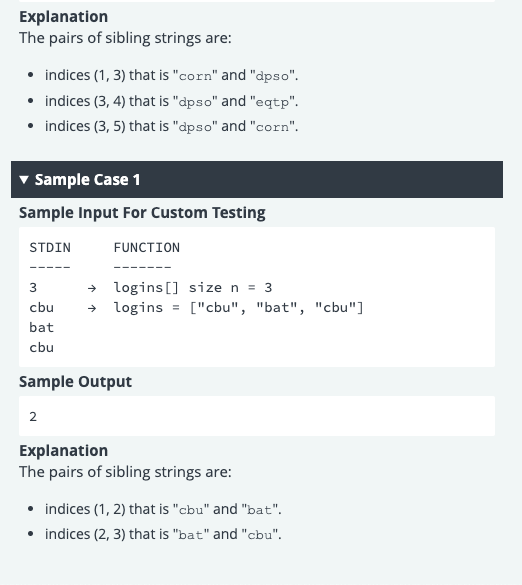 Explanation
The pairs of sibling strings are:
• indices (1, 3) that is "corn" and "dpso".
• indices (3, 4) that is "dpso" and "eqtp".
• indices (3, 5) that is "dpso" and "corn".
▼ Sample Case 1
Sample Input For Custom Testing
STDIN     FUNCTION
-----     -------
3      →  logins[] size n = 3
cbu    →  logins = ["cbu", "bat", "cbu"]
bat
cbu
Sample Output
2
Explanation
The pairs of sibling strings are:
• indices (1, 2) that is "cbu" and "bat".
• indices (2, 3) that is "bat" and "cbu".